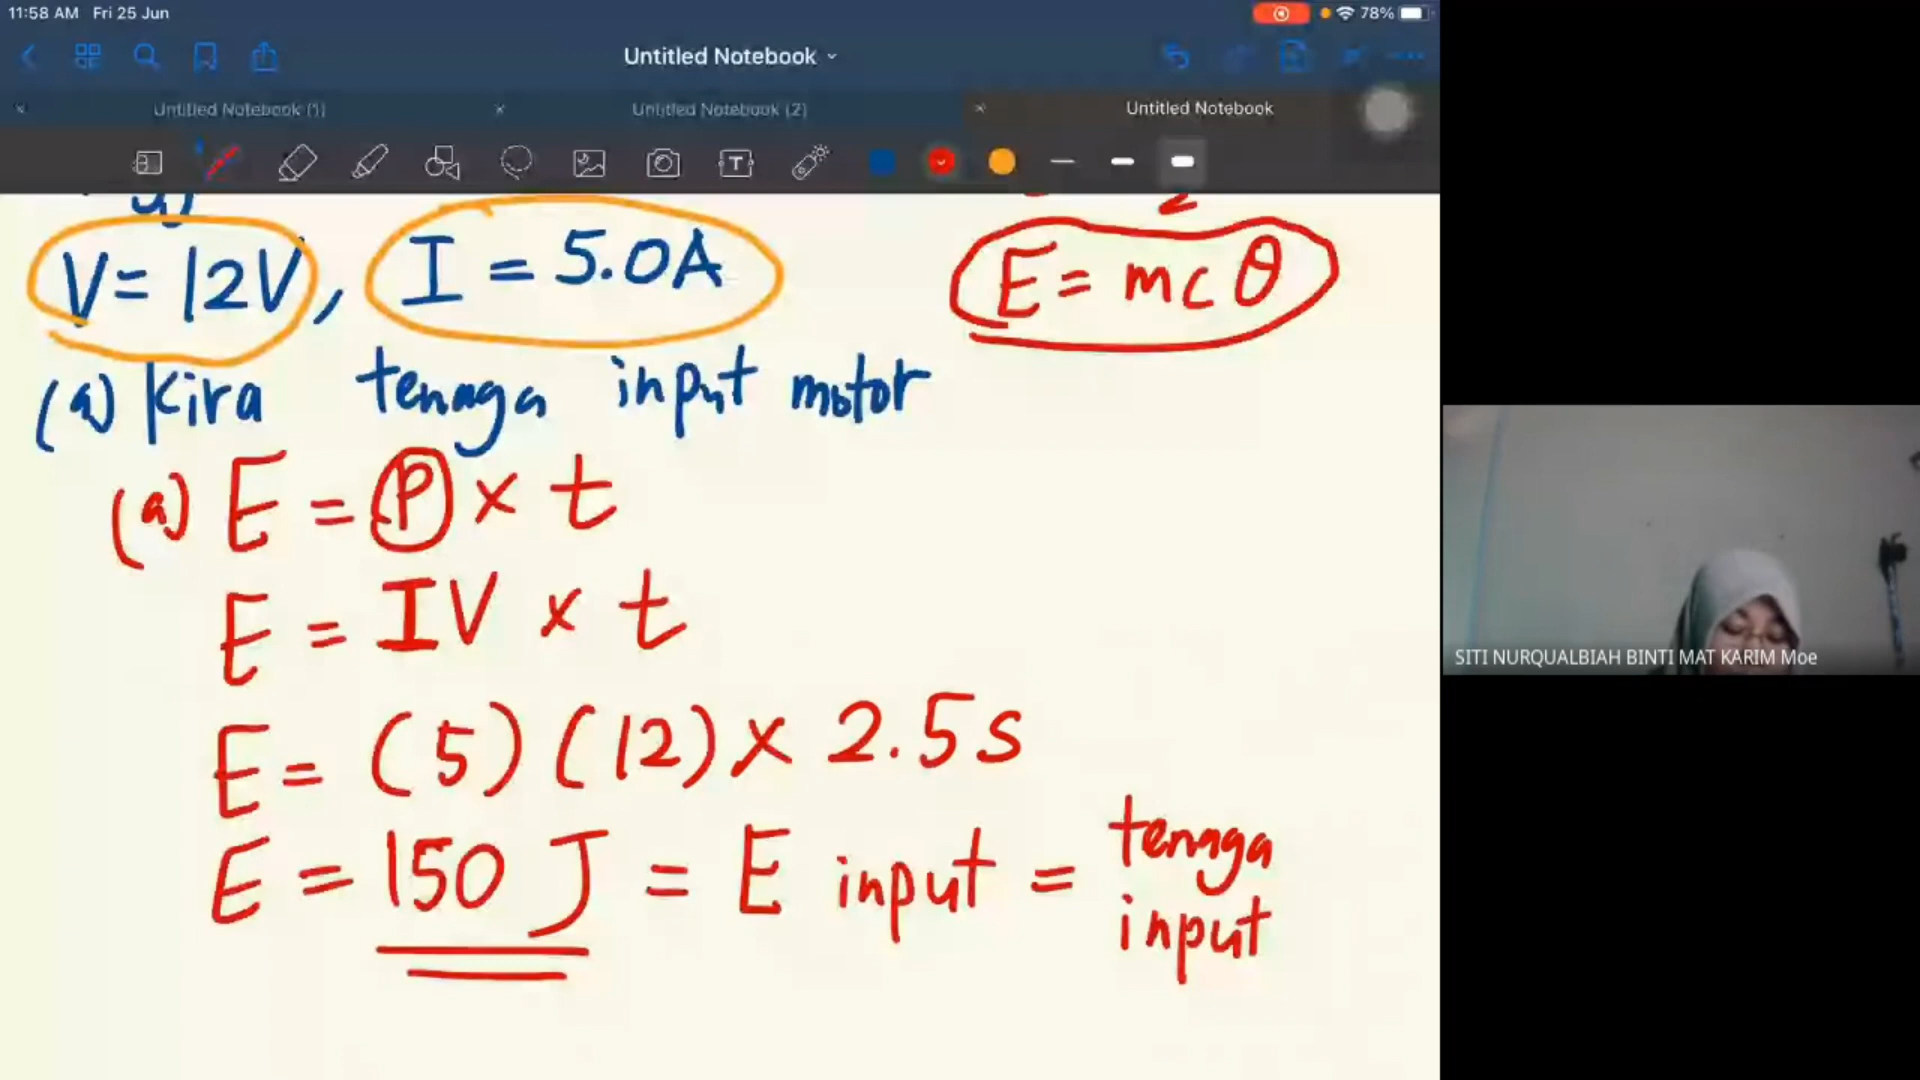 11:58 AM Fri 25 Jun
78%
Untitled Notebook
Untitled Notebook (1)
Untitled Notebook (2)
Untitled Notebook
T
V = 12V, I = 5.0A
E = mcθ
(a) Kira tenaga input motor
(a) E = P × t
E = IV × t
E = (5)(12) × 2.5s
E = 150 J = E input = tenaga input
SITI NURQUALBIAH BINTI MAT KARIM Moe